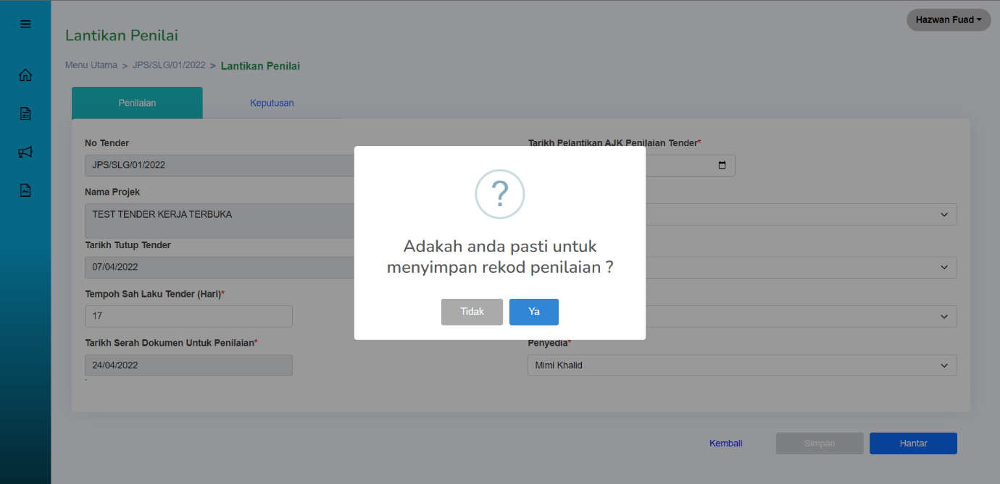 Hazwan Fuad
Lantikan Penilai
Menu Utama > JPS/SLG/01/2022 > Lantikan Penilai
Penilaian
Keputusan
No Tender
JPS/SLG/01/2022
Nama Projek
TEST TENDER KERJA TERBUKA
Tarikh Tutup Tender
07/04/2022
Tempoh Sah Laku Tender (Hari)*
17
Tarikh Serah Dokumen Untuk Penilaian*
24/04/2022
Tarikh Pelantikan AJK Penilaian Tender*
Penyedia*
Mimi Khalid
?
Adakah anda pasti untuk
menyimpan rekod penilaian ?
Tidak
Ya
Kembali
Simpan
Hantar